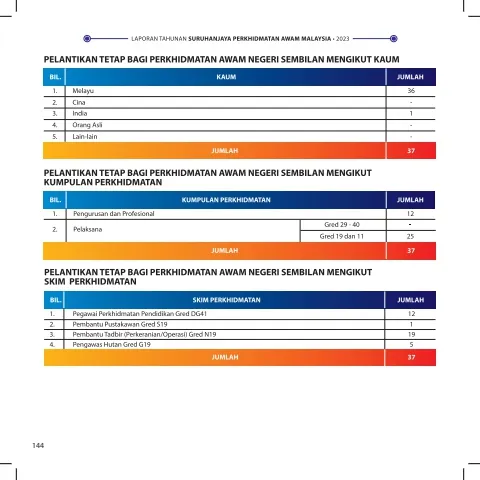 LAPORAN TAHUNAN SURUHANJAYA PERKHIDMATAN AWAM MALAYSIA • 2023
PELANTIKAN TETAP BAGI PERKHIDMATAN AWAM NEGERI SEMBILAN MENGIKUT KAUM
BIL. KAUM JUMLAH
1. Melayu 36
2. Cina -
3. India 1
4. Orang Asli -
5. Lain-lain -
JUMLAH 37
PELANTIKAN TETAP BAGI PERKHIDMATAN AWAM NEGERI SEMBILAN MENGIKUT
KUMPULAN PERKHIDMATAN
BIL. KUMPULAN PERKHIDMATAN JUMLAH
1. Pengurusan dan Profesional 12
2. Pelaksana Gred 29 - 40 -
Gred 19 dan 11 25
JUMLAH 37
PELANTIKAN TETAP BAGI PERKHIDMATAN AWAM NEGERI SEMBILAN MENGIKUT
SKIM PERKHIDMATAN
BIL. SKIM PERKHIDMATAN JUMLAH
1. Pegawai Perkhidmatan Pendidikan Gred DG41 12
2. Pembantu Pustakawan Gred S19 1
3. Pembantu Tadbir (Perkeranian/Operasi) Gred N19 19
4. Pengawas Hutan Gred G19 5
JUMLAH 37
144